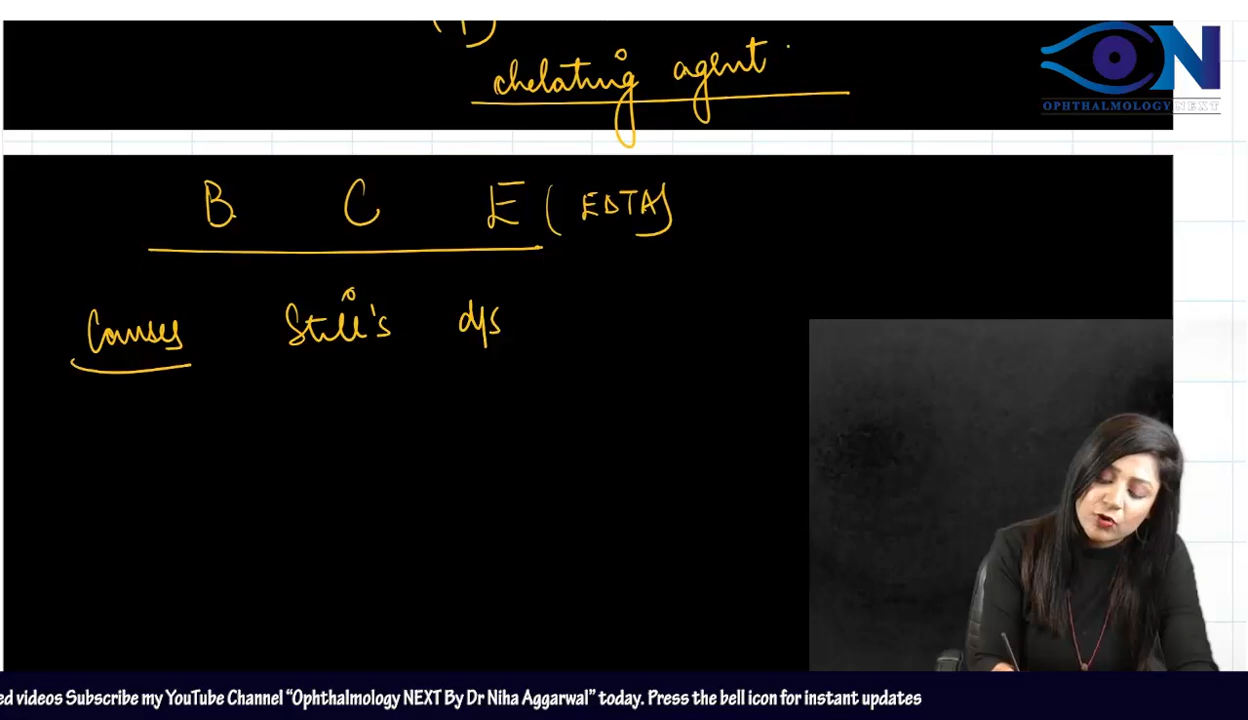 chelating agent
ON
OPHTHALMOLOGY NEXT
B C E (EDTA)
Causes Still's d/s
ed videos Subscribe my YouTube Channel “Ophthalmology NEXT By Dr Niha Aggarwal” today. Press the bell icon for instant updates